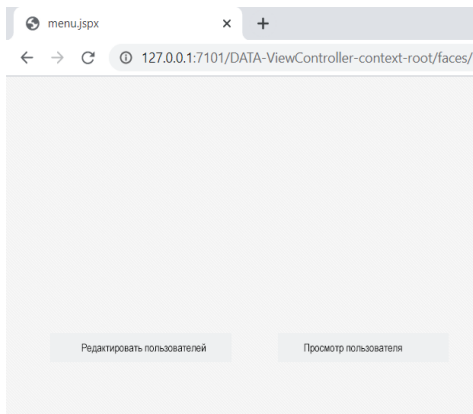 menu.jspx
127.0.0.1:7101/DATA-ViewController-context-root/faces/
Редактировать пользователей
Просмотр пользователя